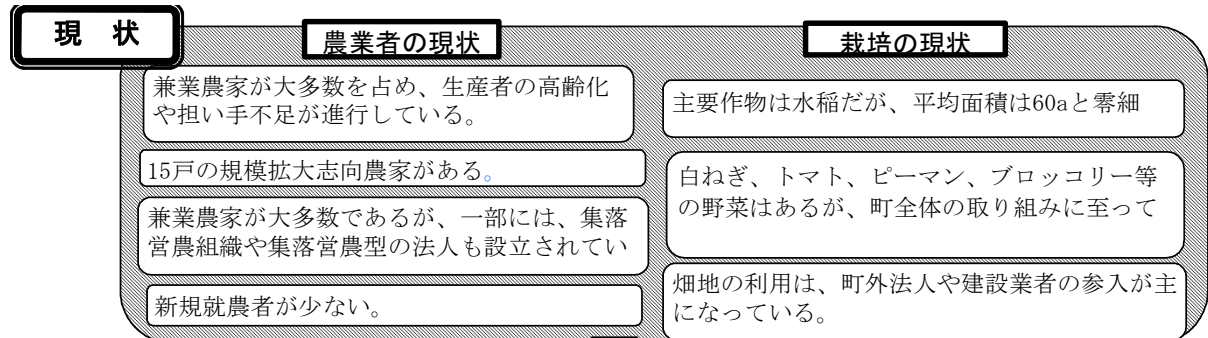 現 状
農業者の現状
兼業農家が大多数を占め、生産者の高齢化
や担い手不足が進行している。
15戸の規模拡大志向農家がある。
兼業農家が大多数であるが、一部には、集落
営農組織や集落営農型の法人も設立されてい
新規就農者が少ない。
栽培の現状
主要作物は水稲だが、平均面積は60aと零細
白ねぎ、トマト、ピーマン、ブロッコリー等
の野菜はあるが、町全体の取り組みに至って
畑地の利用は、町外法人や建設業者の参入が主
になっている。